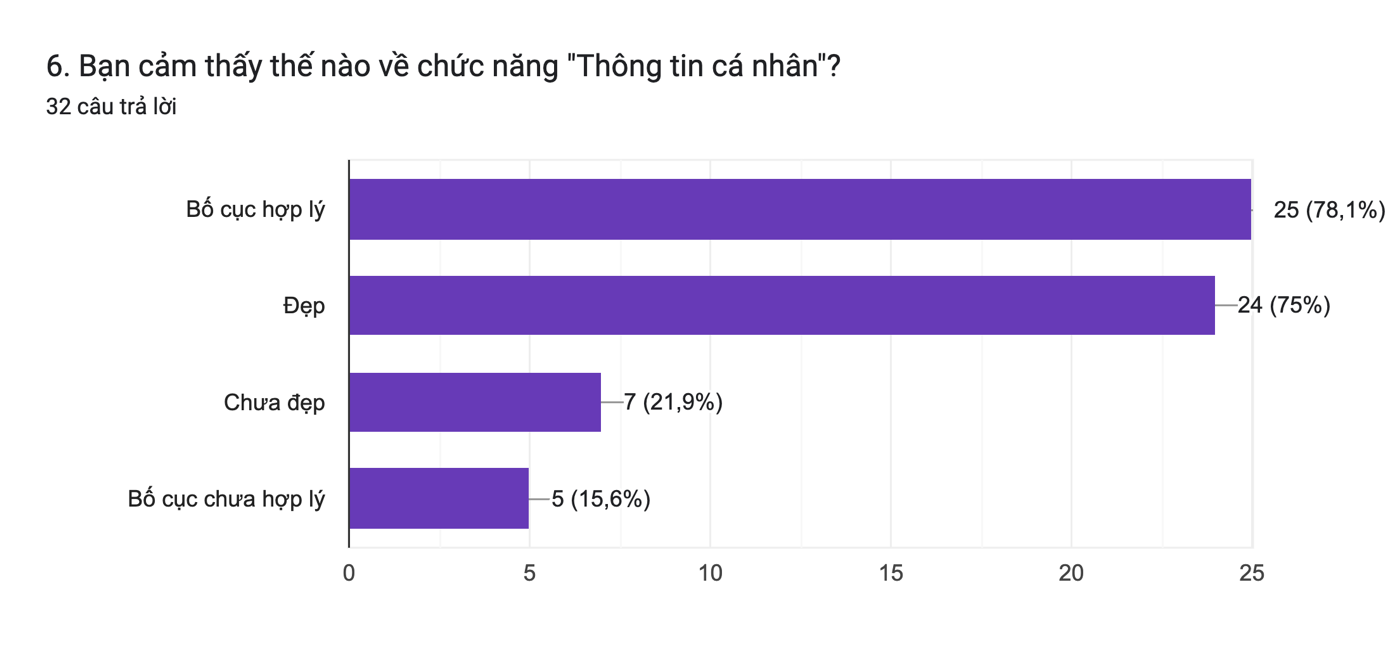 6. Bạn cảm thấy thế nào về chức năng "Thông tin cá nhân"?
32 câu trả lời
Bố cục hợp lý
25 (78,1%)
Đẹp
24 (75%)
Chưa đẹp
7 (21,9%)
Bố cục chưa hợp lý
5 (15,6%)
0 5 10 15 20 25